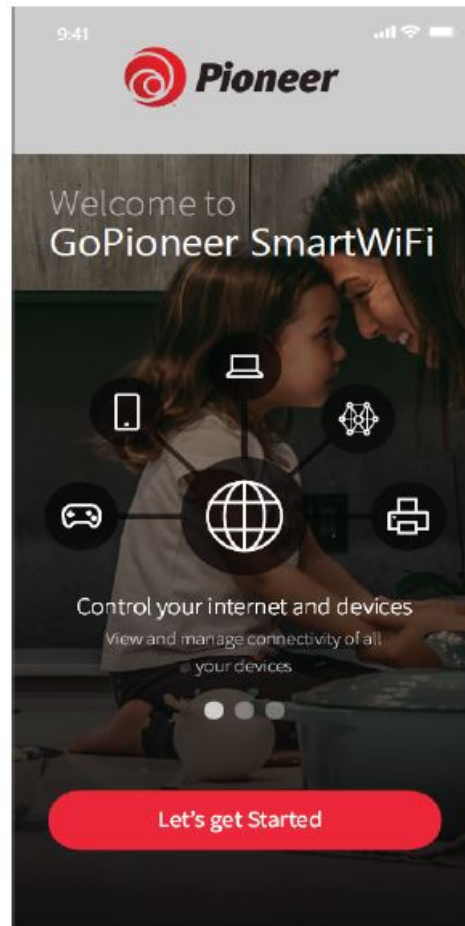 9:41
Pioneer
Welcome to
GoPioneer SmartWiFi
Control your internet and devices
View and manage connectivity of all
your devices
Let's get Started